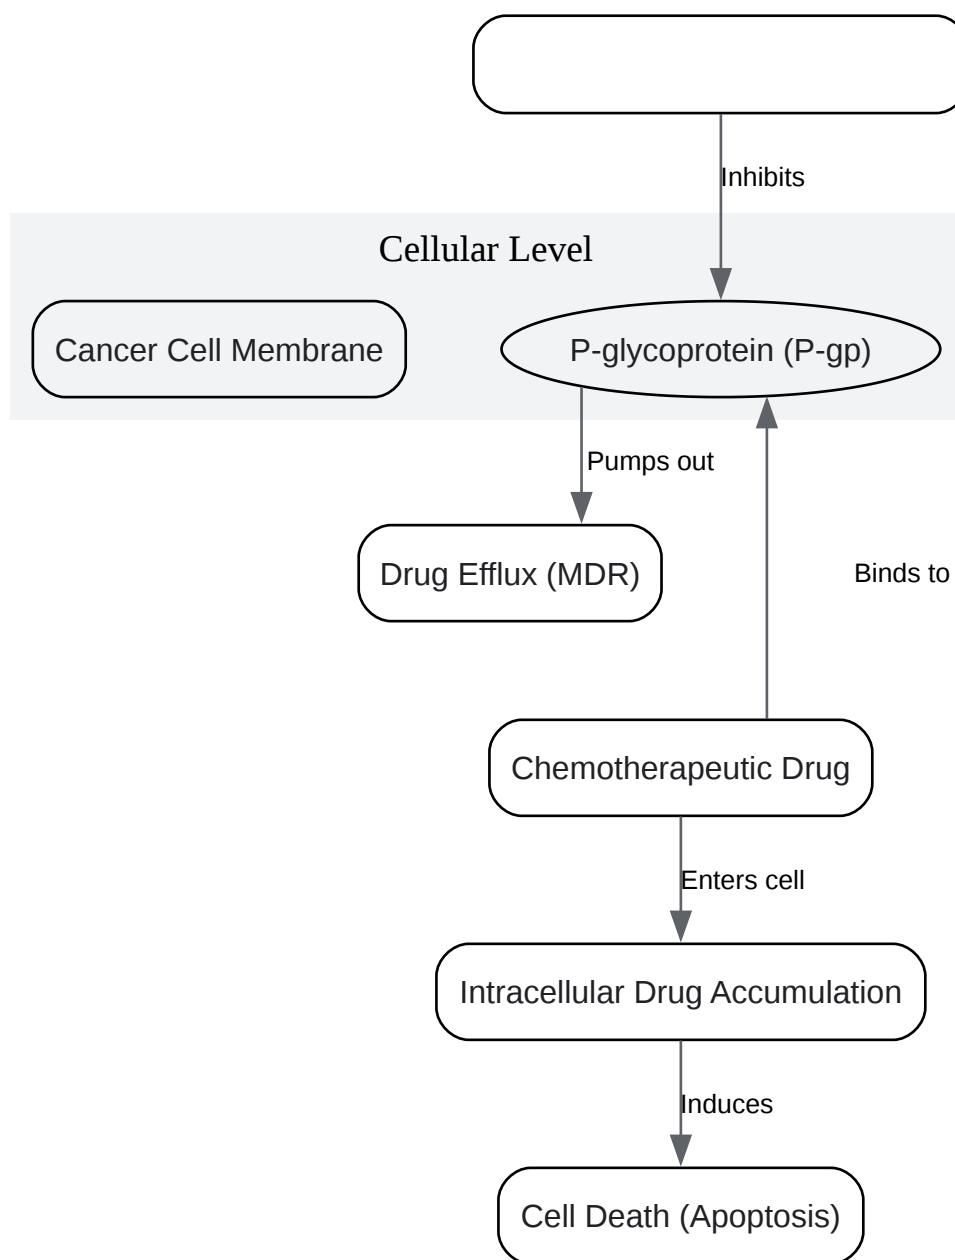 Inhibits
Cellular Level
Cancer Cell Membrane
P-glycoprotein (P-gp)
Pumps out
Drug Efflux (MDR)
Binds to
Chemotherapeutic Drug
Enters cell
Intracellular Drug Accumulation
Induces
Cell Death (Apoptosis)